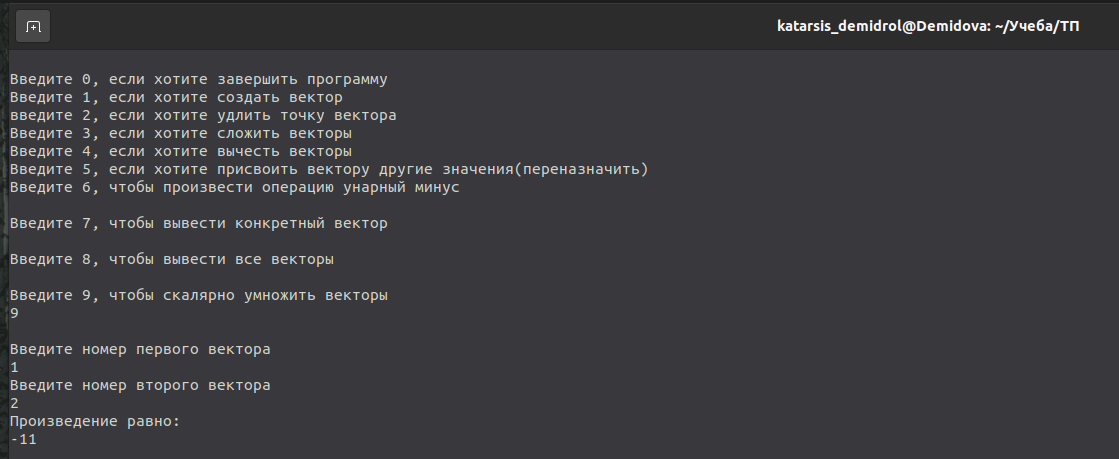 katarsis_demidrol@Demidova: ~/Учеба/ТП
Введите 0, если хотите завершить программу
Введите 1, если хотите создать вектор
введите 2, если хотите удлить точку вектора
Введите 3, если хотите сложить векторы
Введите 4, если хотите вычесть векторы
Введите 5, если хотите присвоить вектору другие значения(переназначить)
Введите 6, чтобы произвести операцию унарный минус
Введите 7, чтобы вывести конкретный вектор
Введите 8, чтобы вывести все векторы
Введите 9, чтобы скалярно умножить векторы
9
Введите номер первого вектора
1
Введите номер второго вектора
2
Произведение равно:
-11